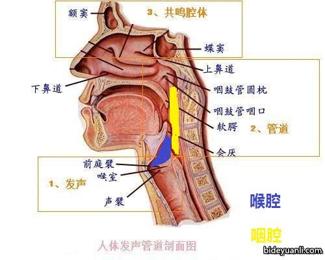 额窦
3、共鸣腔体
蝶窦
上鼻道
下鼻道
咽鼓管圆枕
咽鼓管咽口
软腭
2、管道
会厌
前庭襞
喉室
1、发声
声襞
喉腔
咽腔
人体发声管道剖面图
bideyuanli.com